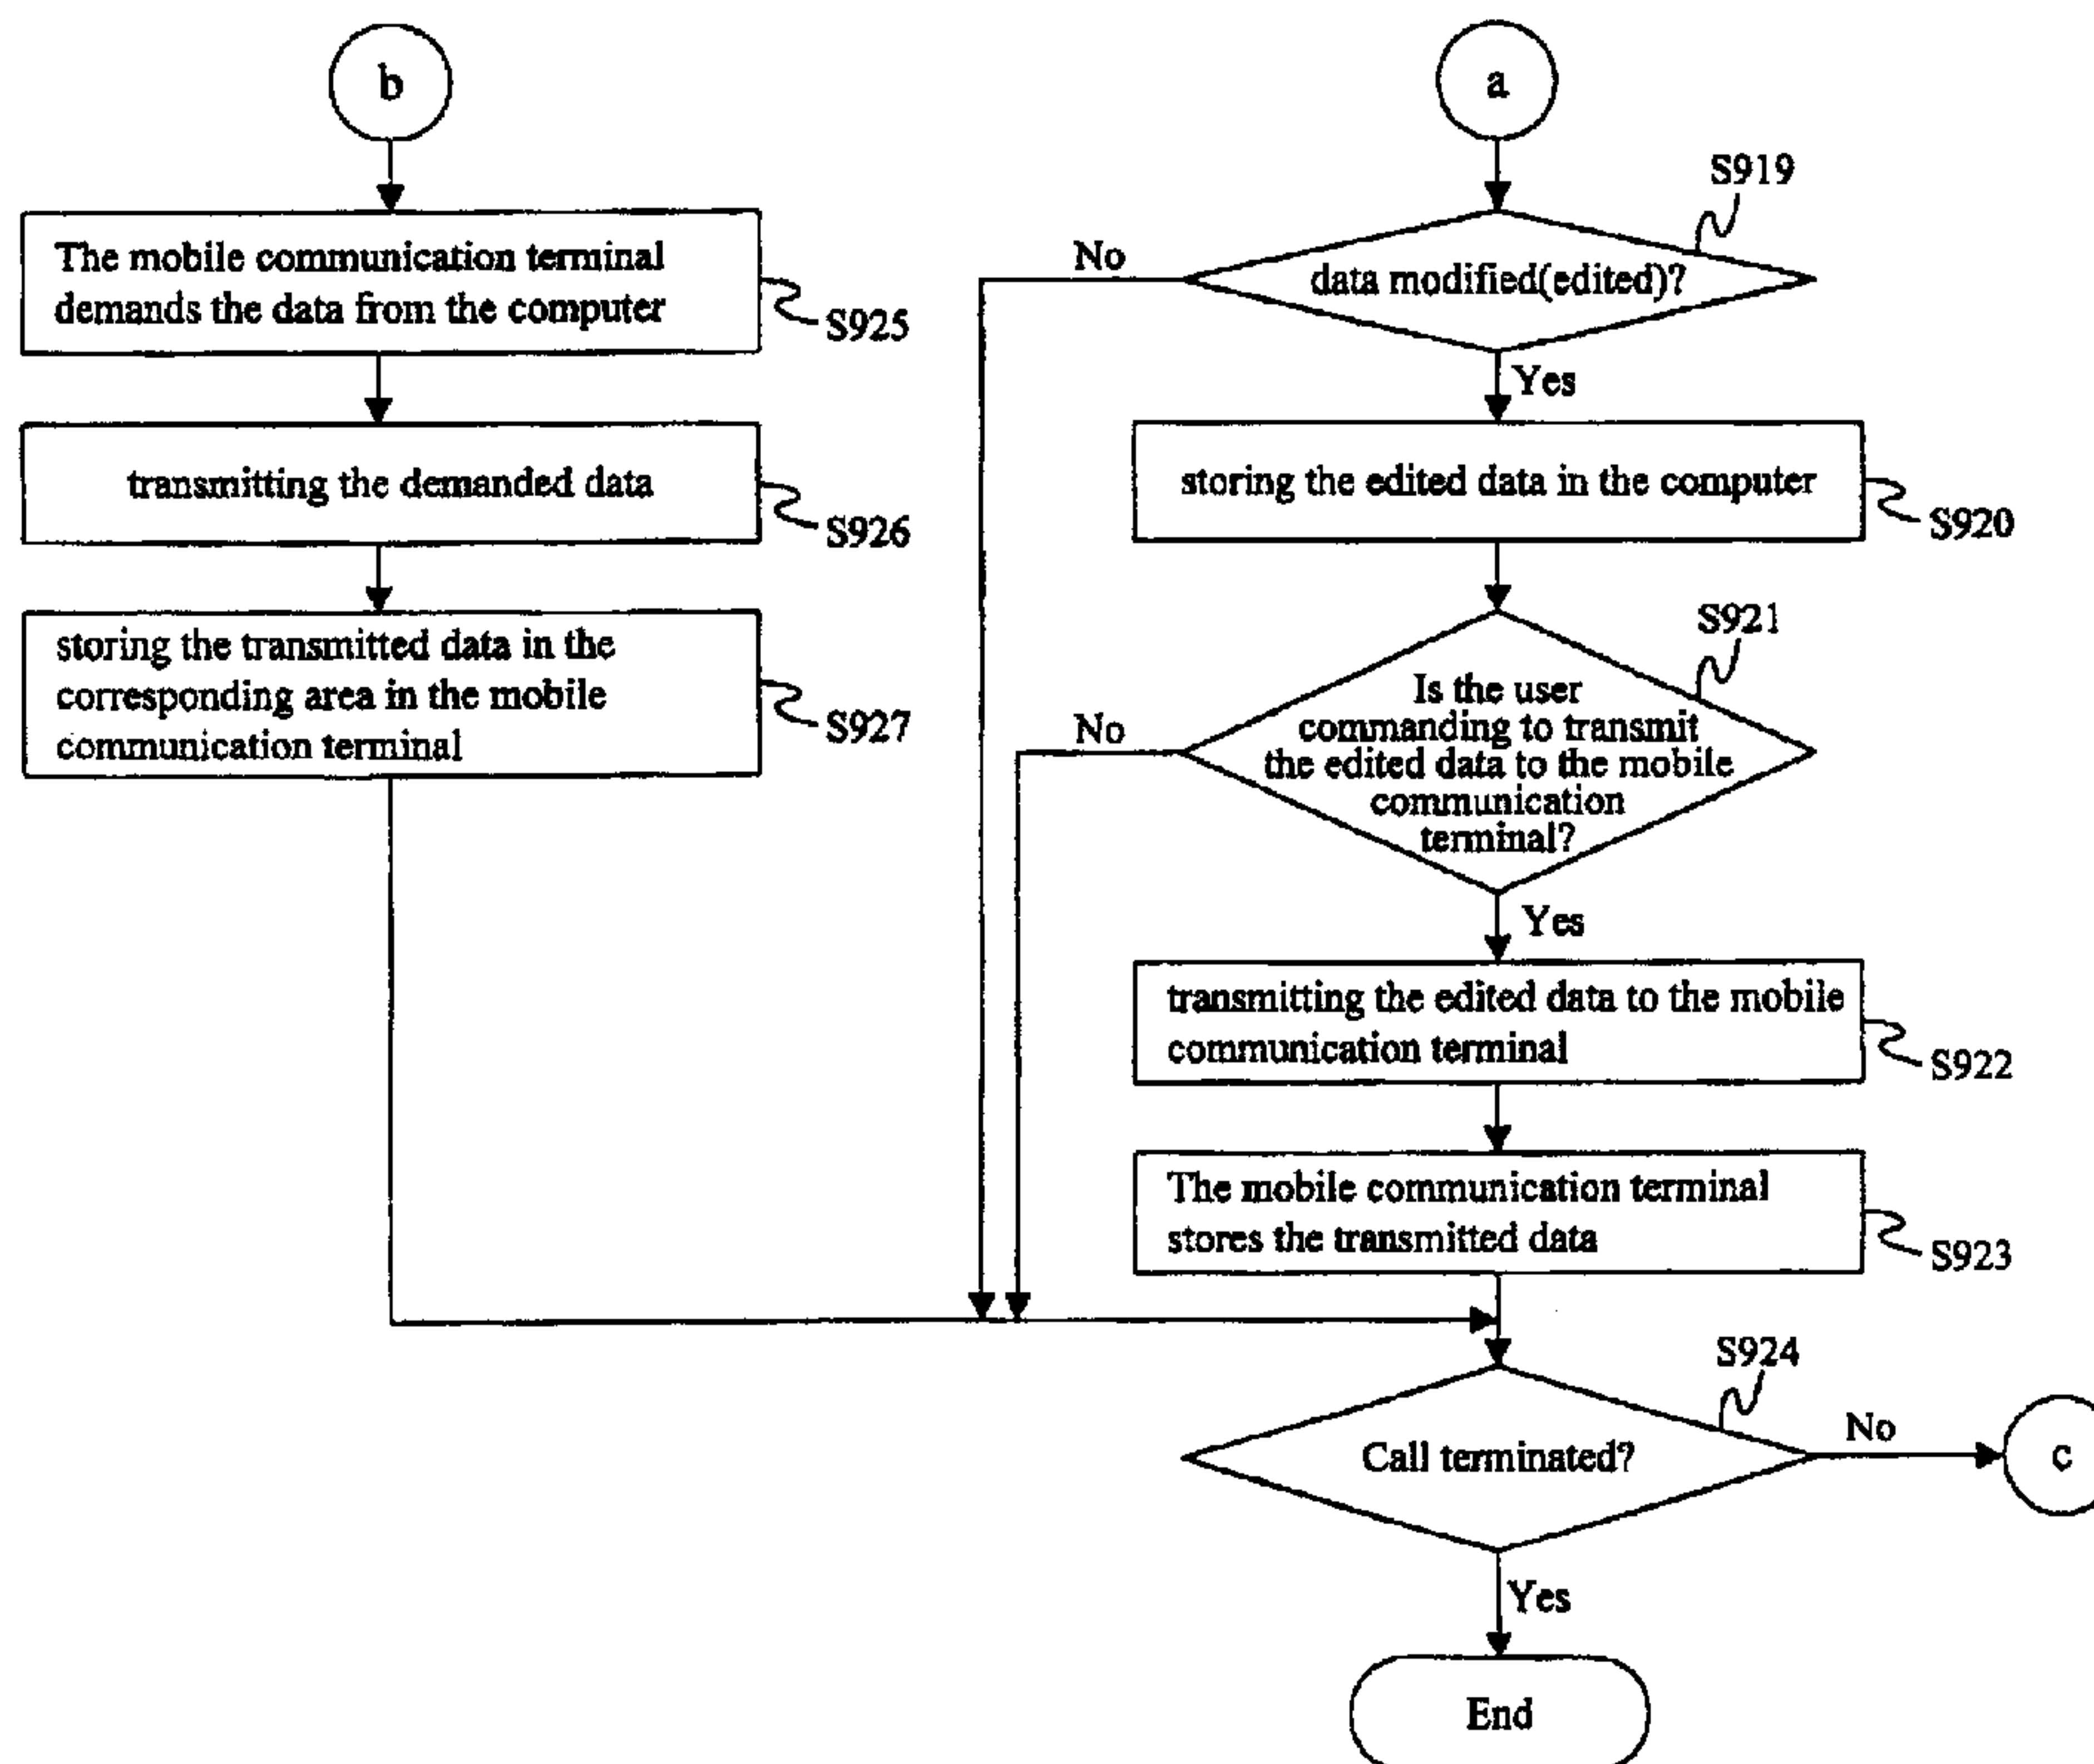 b
The mobile communication terminal
demands the data from the computer
S925
transmitting the demanded data
S926
storing the transmitted data in the
corresponding area in the mobile
communication terminal
S927
a
S919
data modified(edited)?
No
Yes
storing the edited data in the computer
S920
S921
Is the user
commanding to transmit
the edited data to the mobile
communication
terminal?
No
Yes
transmitting the edited data to the mobile
communication terminal
S922
The mobile communication terminal
stores the transmitted data
S923
S924
Call terminated?
No
c
Yes
End